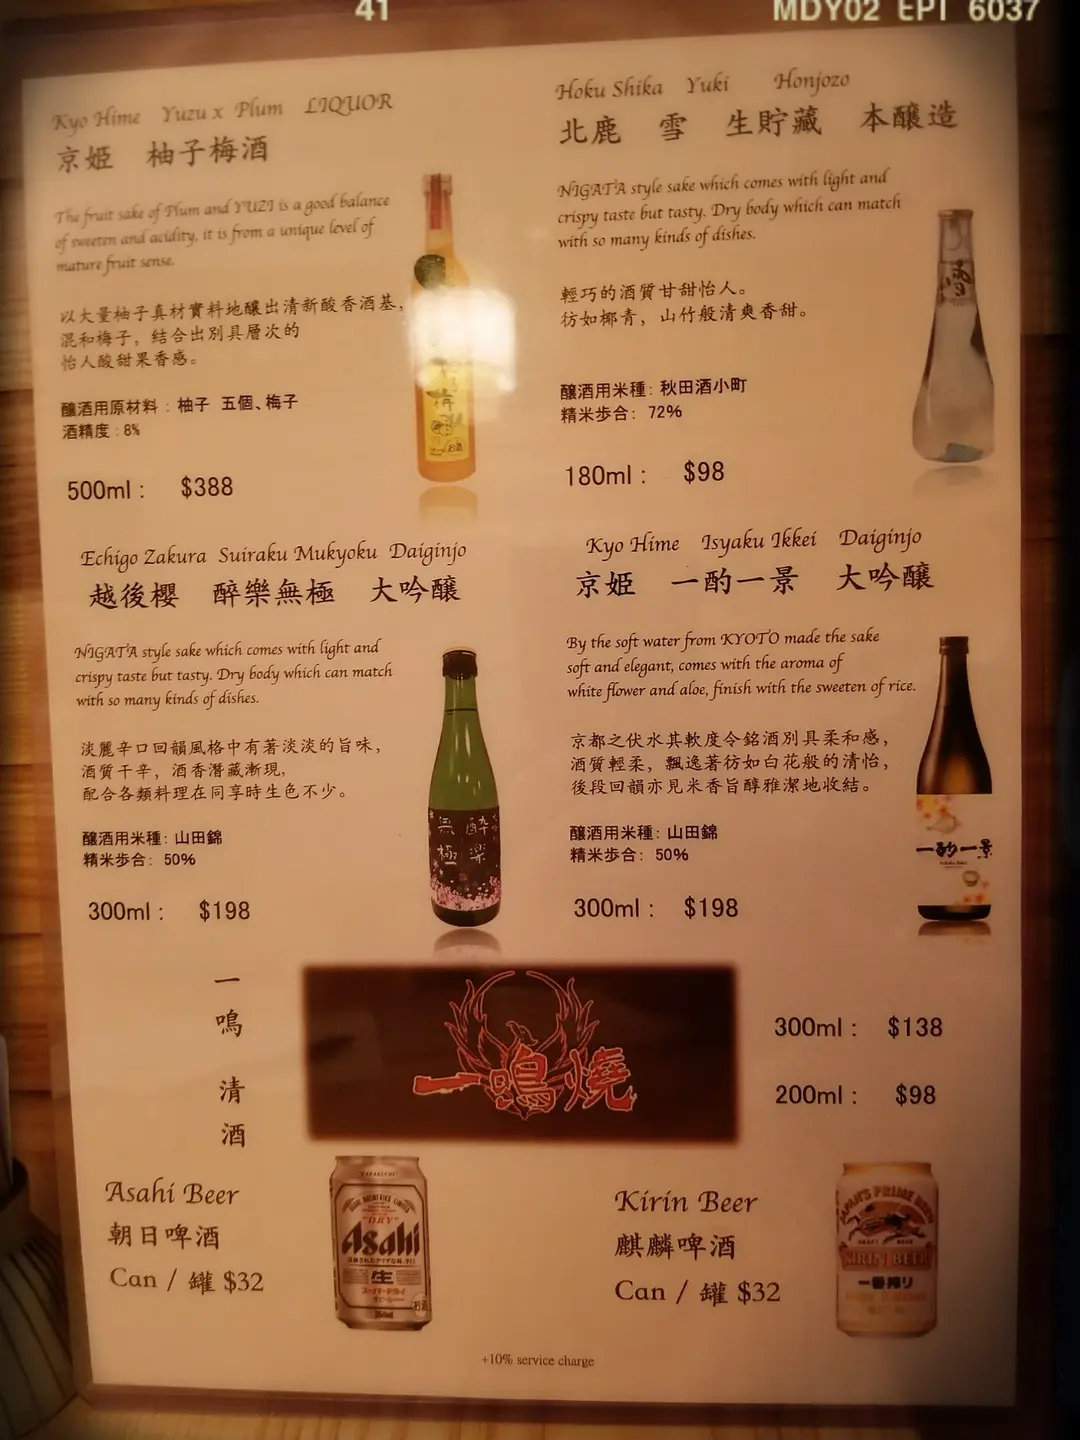 41
MDY02 EPT 6037
Kyo Hime Yuzu x Plum LIQUOR
京姬 柚子梅酒
The fruit sake of Plum and YUZI is a good balance
of sweeten and acidity, it is from a unique level of
mature fruit sense.
以大量柚子真材實料地釀出清新酸香酒基,
混和梅子, 結合出別具層次的
怡人酸甜果香感。
釀酒用原材料 : 柚子 五個、梅子
酒精度 : 8%
500ml : $388
Hoku Shika Yuki Honjozo
北鹿 雪 生貯藏 本釀造
NIGATA style sake which comes with light and
crispy taste but tasty. Dry body which can match
with so many kinds of dishes.
輕巧的酒質甘甜怡人。
彷如椰青, 山竹般清爽香甜。
釀酒用米種: 秋田酒小町
精米步合: 72%
180ml : $98
Echigo Zakura Suiraku Mukyoku Daiginjo
越後櫻 醉樂無極 大吟釀
NIGATA style sake which comes with light and
crispy taste but tasty. Dry body which can match
with so many kinds of dishes.
淡麗辛口回韻風格中有著淡淡的旨味,
酒質干辛, 酒香潛藏漸現,
配合各類料理在同享時生色不少。
釀酒用米種: 山田錦
精米步合: 50%
300ml : $198
無極
酔楽
Kyo Hime Isyaku Ikkei Daiginjo
京姬 一酌一景 大吟釀
By the soft water from KYOTO made the sake
soft and elegant, comes with the aroma of
white flower and aloe, finish with the sweeten of rice.
京都之伏水其軟度令銘酒別具柔和感,
酒質輕柔, 飄逸著彷如白花般的清怡,
後段回韻亦見米香旨醇雅潔地收結。
釀酒用米種: 山田錦
精米步合: 50%
300ml : $198
一酌一景
一鳴 清酒
一鳴燒
300ml : $138
200ml : $98
Asahi Beer
朝日啤酒
Can / 罐 $32
"DRY"
Asahi
生
お酒
Kirin Beer
麒麟啤酒
Can / 罐 $32
JAPAN'S PRIME BREW
KIRIN BEER
一番搾り
+10% service charge